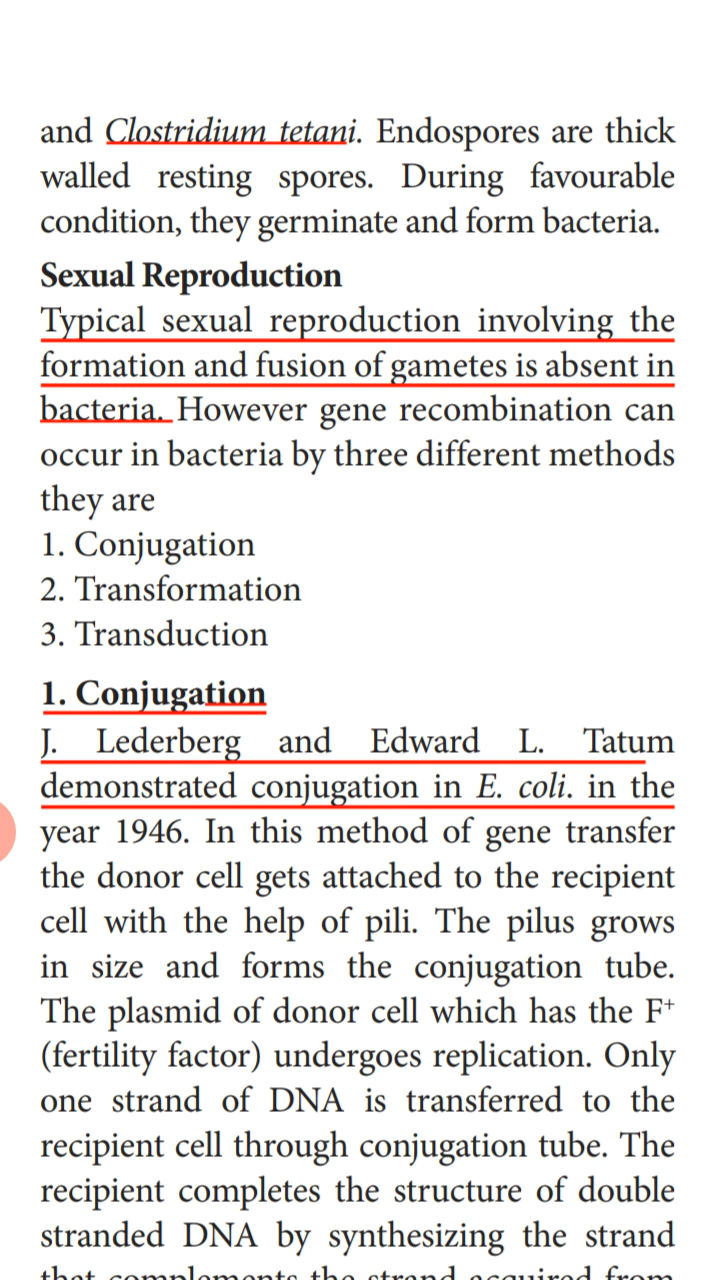 and Clostridium tetani. Endospores are thick
walled resting spores. During favourable
condition, they germinate and form bacteria.
Sexual Reproduction
Typical sexual reproduction involving the
formation and fusion of gametes is absent in
bacteria. However gene recombination can
occur in bacteria by three different methods
they are
1. Conjugation
2. Transformation
3. Transduction
1. Conjugation
J. Lederberg and Edward L. Tatum
demonstrated conjugation in E. coli. in the
year 1946. In this method of gene transfer
the donor cell gets attached to the recipient
cell with the help of pili. The pilus grows
in size and forms the conjugation tube.
The plasmid of donor cell which has the F⁺
(fertility factor) undergoes replication. Only
one strand of DNA is transferred to the
recipient cell through conjugation tube. The
recipient completes the structure of double
stranded DNA by synthesizing the strand
that complements the strand acquired from